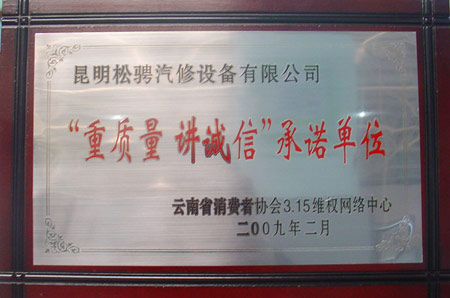 昆明松骋汽修设备有限公司
“重质量 讲诚信”承诺单位
云南省消费者协会3.15维权网络中心
二00九年二月